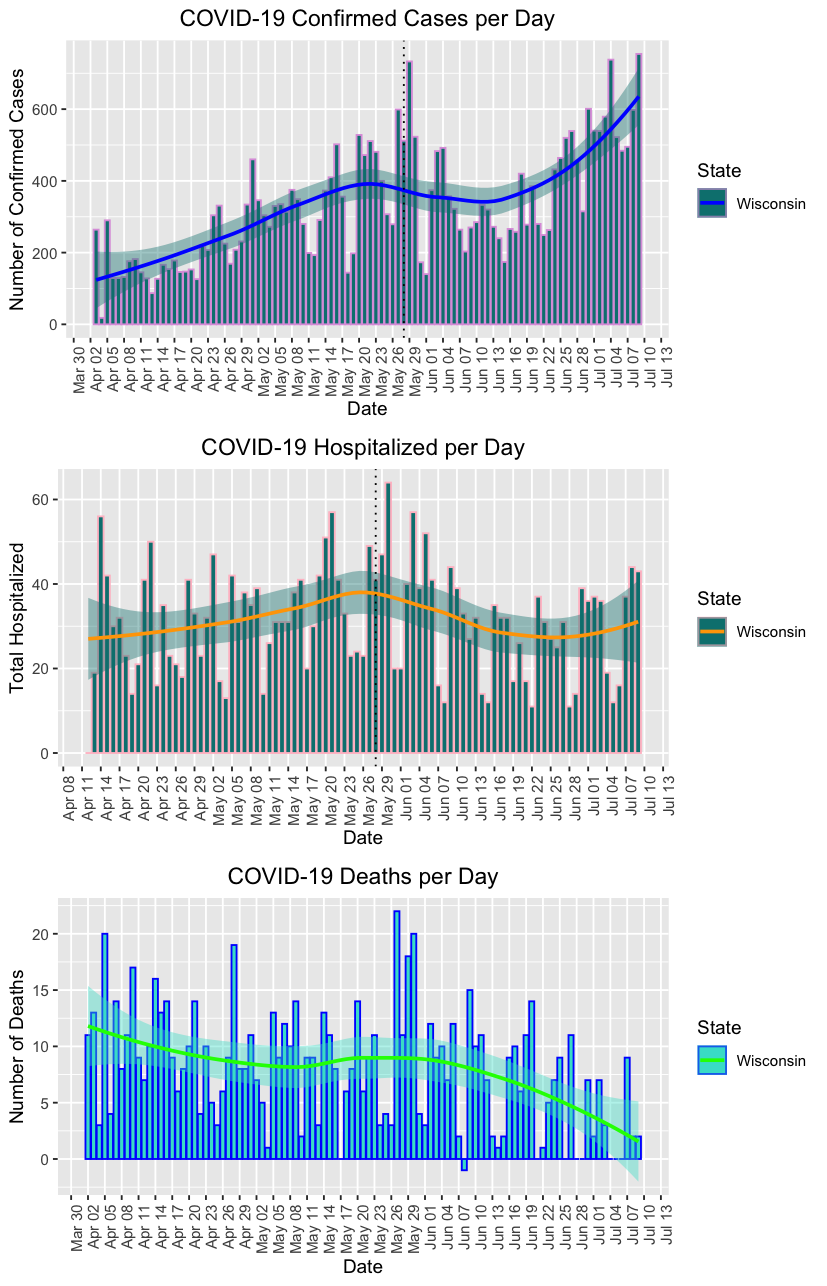 COVID-19 Confirmed Cases per Day
Number of Confirmed Cases
600
400
200
0
Mar 30 Apr 02 Apr 05 Apr 08 Apr 11 Apr 14 Apr 17 Apr 20 Apr 23 Apr 26 Apr 29 May 02 May 05 May 08 May 11 May 14 May 17 May 20 May 23 May 26 May 29 Jun 01 Jun 04 Jun 07 Jun 10 Jun 13 Jun 16 Jun 19 Jun 22 Jun 25 Jun 28 Jul 01 Jul 04 Jul 07 Jul 10 Jul 13
Date
State
Wisconsin
COVID-19 Hospitalized per Day
Total Hospitalized
60
40
20
0
Apr 08 Apr 11 Apr 14 Apr 17 Apr 20 Apr 23 Apr 26 Apr 29 May 02 May 05 May 08 May 11 May 14 May 17 May 20 May 23 May 26 May 29 Jun 01 Jun 04 Jun 07 Jun 10 Jun 13 Jun 16 Jun 19 Jun 22 Jun 25 Jun 28 Jul 01 Jul 04 Jul 07 Jul 10 Jul 13
Date
State
Wisconsin
COVID-19 Deaths per Day
Number of Deaths
20
15
10
5
0
Mar 30 Apr 02 Apr 05 Apr 08 Apr 11 Apr 14 Apr 17 Apr 20 Apr 23 Apr 26 Apr 29 May 02 May 05 May 08 May 11 May 14 May 17 May 20 May 23 May 26 May 29 Jun 01 Jun 04 Jun 07 Jun 10 Jun 13 Jun 16 Jun 19 Jun 22 Jun 25 Jun 28 Jul 01 Jul 04 Jul 07 Jul 10 Jul 13
Date
State
Wisconsin